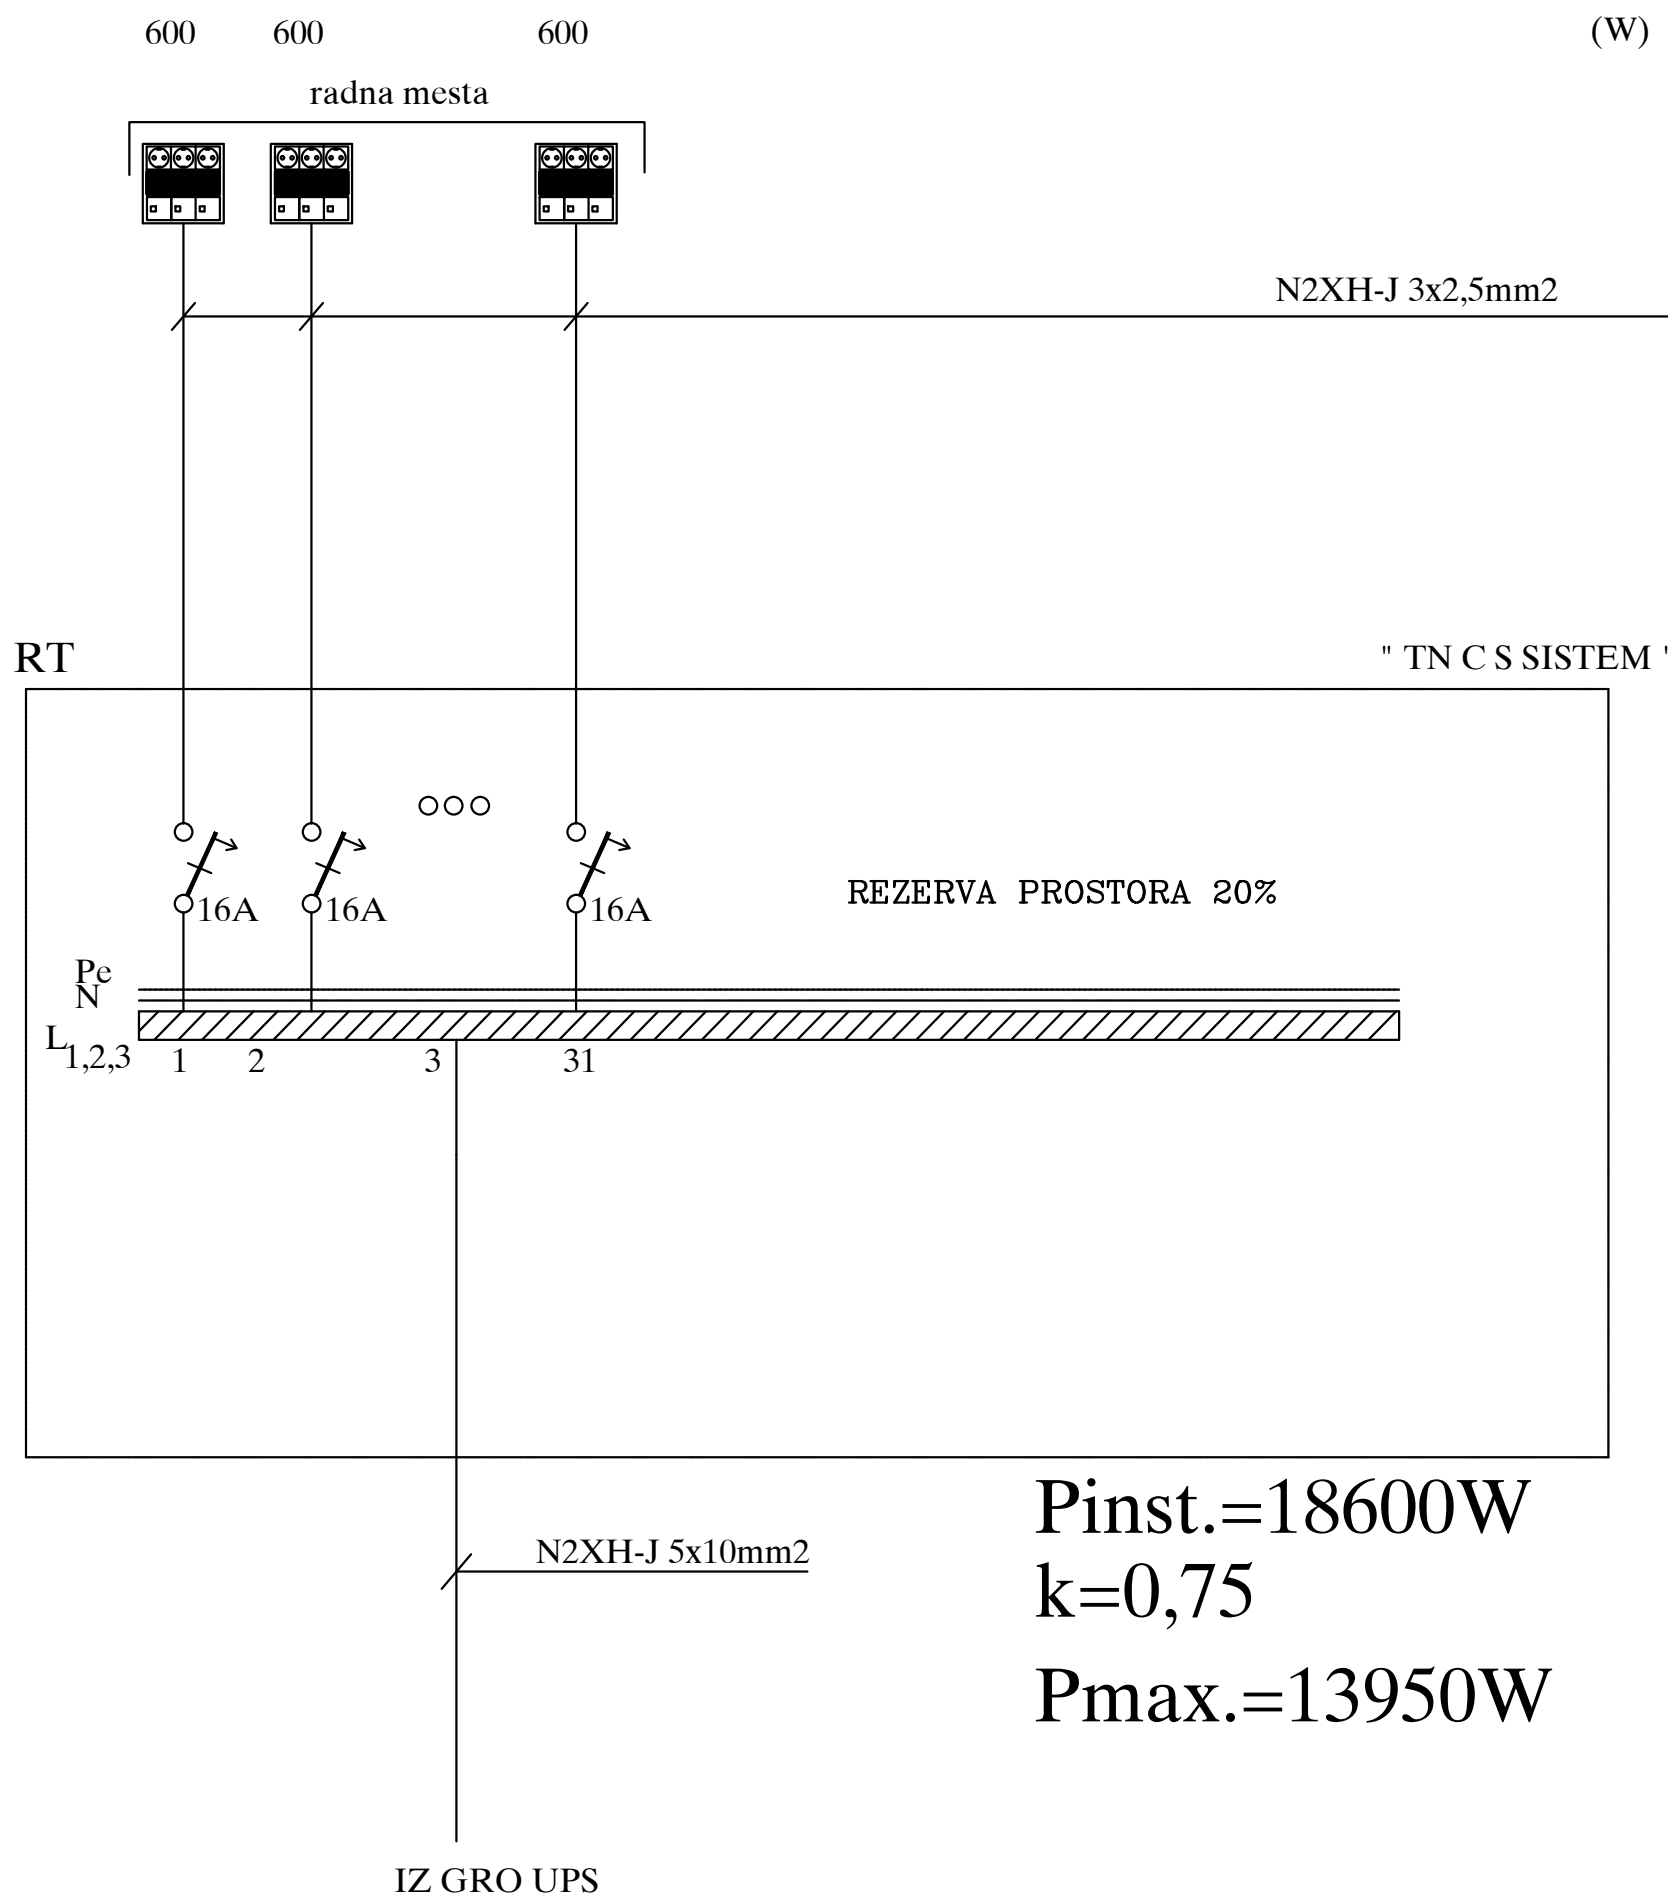 600 600 600 (W)
radna mesta
N2XH-J 3x2,5mm2
RT " TN C S SISTEM "
REZERVA PROSTORA 20%
16A 16A 16A
Pe
N
L1,2,3 1 2 3 31
Pinst.=18600W
N2XH-J 5x10mm2
k=0,75
Pmax.=13950W
IZ GRO UPS